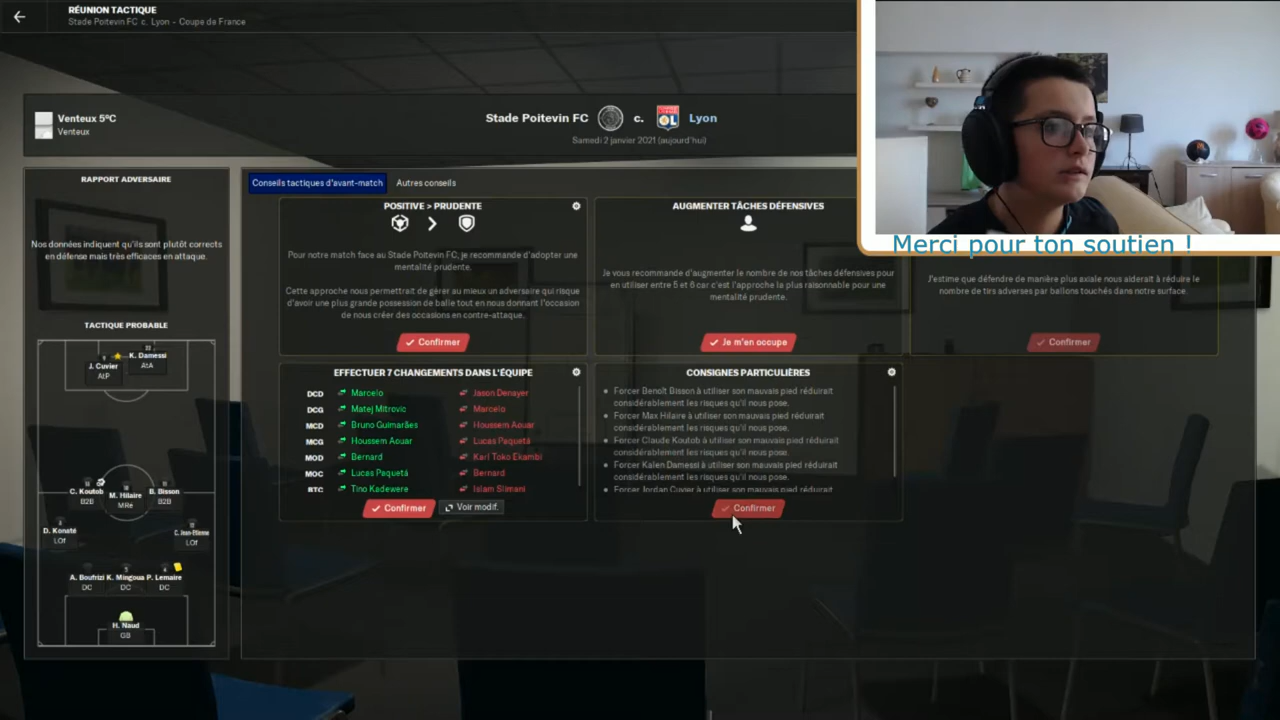 RÉUNION TACTIQUE
Stade Poitevin FC c. Lyon - Coupe de France
Venteux 5°C
Venteux
Stade Poitevin FC
c.
Lyon
Samedi 2 janvier 2021 (aujourd'hui)
Merci pour ton soutien !
RAPPORT ADVERSAIRE
Nos données indiquent qu'ils sont plutôt corrects
en défense mais très efficaces en attaque.
TACTIQUE PROBABLE
K. Damessi
AtA
J. Cuvier
AtP
C. Koutob
B2B
M. Hilaire
MRe
B. Bisson
B2B
D. Konaté
LOf
C. Jean-Etienne
LOf
A. Boufrizi
DC
K. Mingoua
DC
P. Lemaire
DC
H. Naud
GB
Conseils tactiques d'avant-match
Autres conseils
POSITIVE > PRUDENTE
Pour notre match face au Stade Poitevin FC, je recommande d'adopter une
mentalité prudente.
Cette approche nous permettrait de gérer au mieux un adversaire qui risque
d'avoir une plus grande possession de balle tout en nous donnant l'occasion
de nous créer des occasions en contre-attaque.
Confirmer
AUGMENTER TÂCHES DÉFENSIVES
Je vous recommande d'augmenter le nombre de nos tâches défensives pour
en utiliser entre 5 et 6 car c'est l'approche la plus raisonnable pour une
mentalité prudente.
Je m'en occupe
J'estime que défendre de manière plus axiale nous aiderait à réduire le
nombre de tirs adverses par ballons touchés dans notre surface.
Confirmer
EFFECTUER 7 CHANGEMENTS DANS L'ÉQUIPE
DCD Marcelo Jason Denayer
DCG Matej Mitrovic Marcelo
MCD Bruno Guimarães Houssem Aouar
MCG Houssem Aouar Lucas Paquetá
MOD Bernard Karl Toko Ekambi
MOC Lucas Paquetá Bernard
BTC Tino Kadewere Islam Slimani
Confirmer
Voir modif.
CONSIGNES PARTICULIÈRES
Forcer Benoît Bisson à utiliser son mauvais pied réduirait
considérablement les risques qu'il nous pose.
Forcer Max Hilaire à utiliser son mauvais pied réduirait
considérablement les risques qu'il nous pose.
Forcer Claude Koutob à utiliser son mauvais pied réduirait
considérablement les risques qu'il nous pose.
Forcer Kalen Damessi à utiliser son mauvais pied réduirait
considérablement les risques qu'il nous pose.
Forcer Jordan Cuvier à utiliser son mauvais pied réduirait
Confirmer